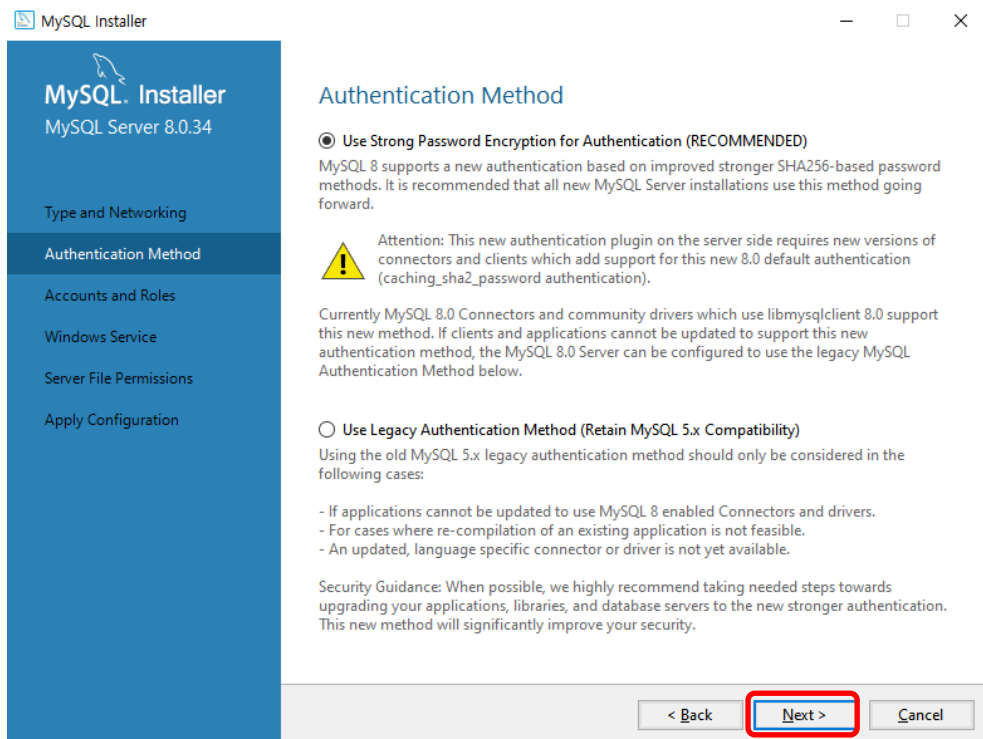 MySQL Installer
MySQL. Installer
MySQL Server 8.0.34
Type and Networking
Authentication Method
Accounts and Roles
Windows Service
Server File Permissions
Apply Configuration
Authentication Method
Use Strong Password Encryption for Authentication (RECOMMENDED)
MySQL 8 supports a new authentication based on improved stronger SHA256-based password
methods. It is recommended that all new MySQL Server installations use this method going
forward.
Attention: This new authentication plugin on the server side requires new versions of
connectors and clients which add support for this new 8.0 default authentication
(caching_sha2_password authentication).
Currently MySQL 8.0 Connectors and community drivers which use libmysqlclient 8.0 support
this new method. If clients and applications cannot be updated to support this new
authentication method, the MySQL 8.0 Server can be configured to use the legacy MySQL
Authentication Method below.
Use Legacy Authentication Method (Retain MySQL 5.x Compatibility)
Using the old MySQL 5.x legacy authentication method should only be considered in the
following cases:
- If applications cannot be updated to use MySQL 8 enabled Connectors and drivers.
- For cases where re-compilation of an existing application is not feasible.
- An updated, language specific connector or driver is not yet available.
Security Guidance: When possible, we highly recommend taking needed steps towards
upgrading your applications, libraries, and database servers to the new stronger authentication.
This new method will significantly improve your security.
< Back
Next >
Cancel